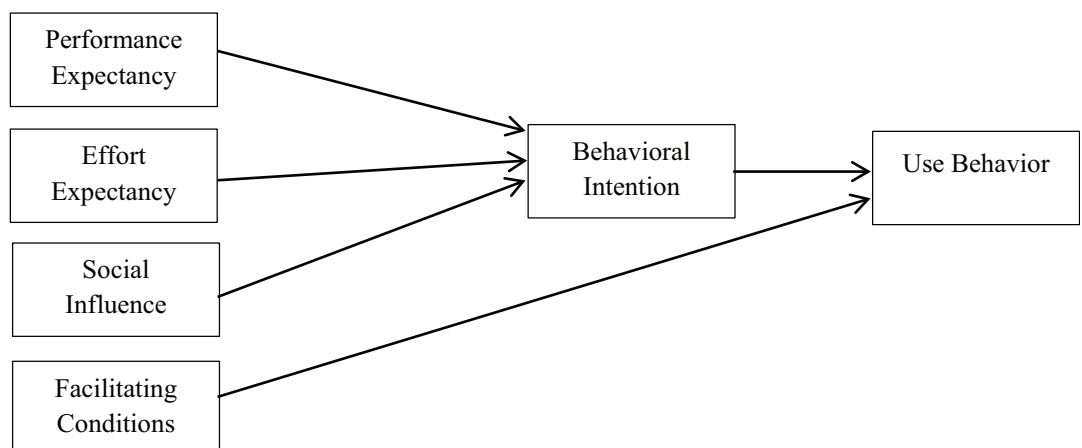 Performance
Expectancy
Effort
Expectancy
Social
Influence
Facilitating
Conditions
Behavioral
Intention
Use Behavior